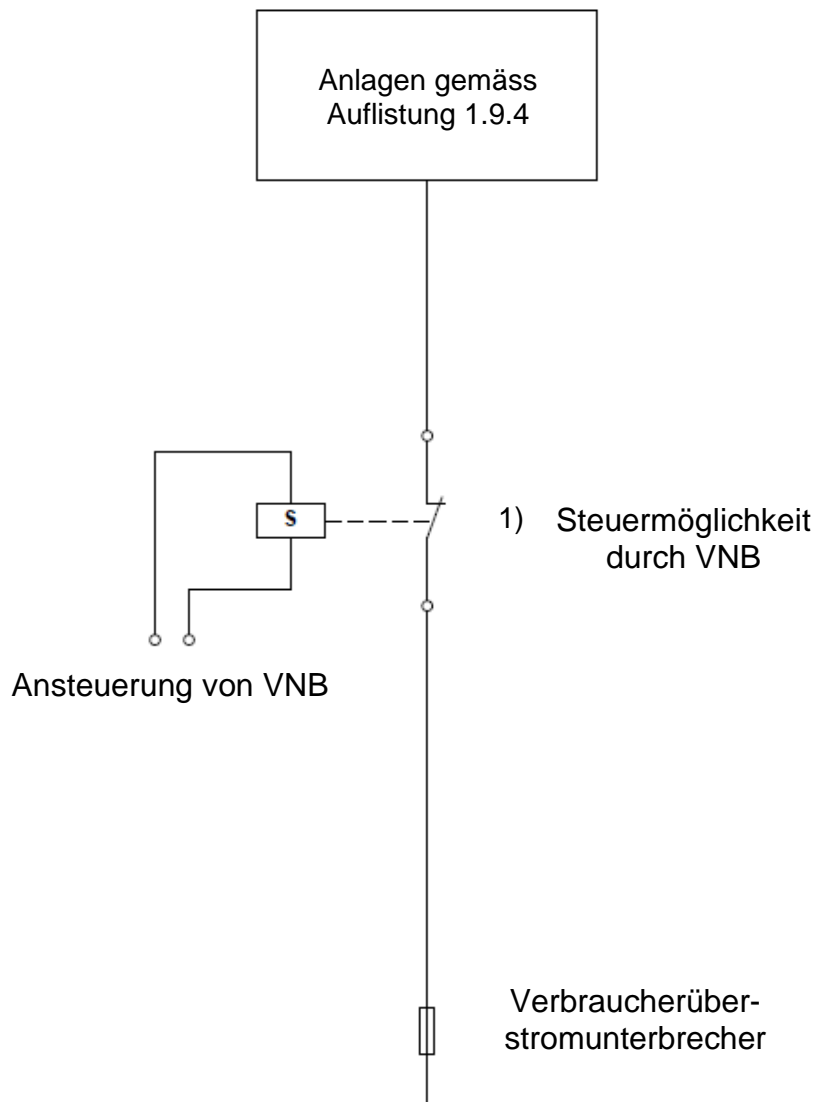 Anlagen gemäss
Auflistung 1.9.4
S
1) Steuermöglichkeit
durch VNB
Ansteuerung von VNB
Verbraucherüber-
stromunterbrecher